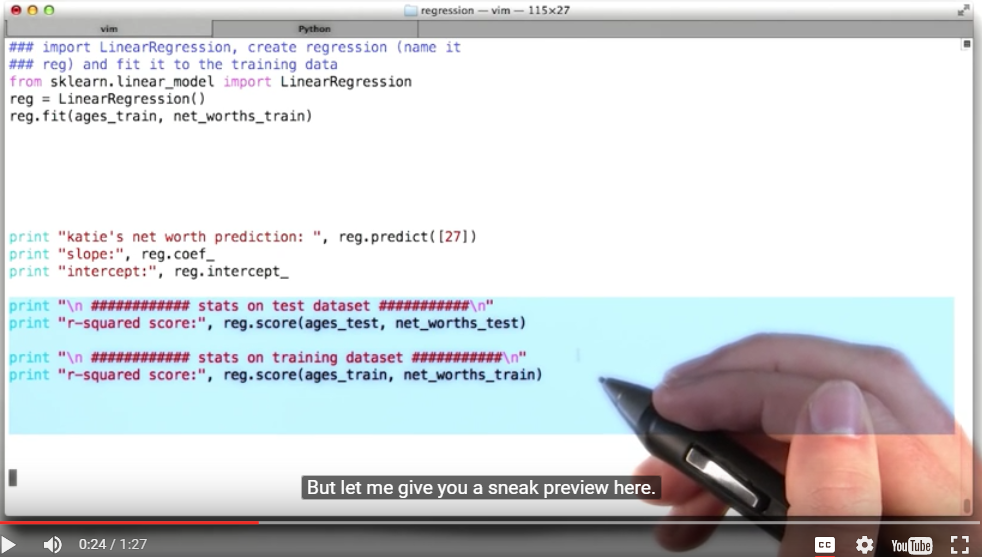 regression — vim — 115×27
vim
Python
### import LinearRegression, create regression (name it
### reg) and fit it to the training data
from sklearn.linear_model import LinearRegression
reg = LinearRegression()
reg.fit(ages_train, net_worths_train)
print "katie's net worth prediction: ", reg.predict([27])
print "slope:", reg.coef_
print "intercept:", reg.intercept_
print "\n ############ stats on test dataset ###########\n"
print "r-squared score:", reg.score(ages_test, net_worths_test)
print "\n ############ stats on training dataset ###########\n"
print "r-squared score:", reg.score(ages_train, net_worths_train)
But let me give you a sneak preview here.
0:24 / 1:27
CC
YouTube